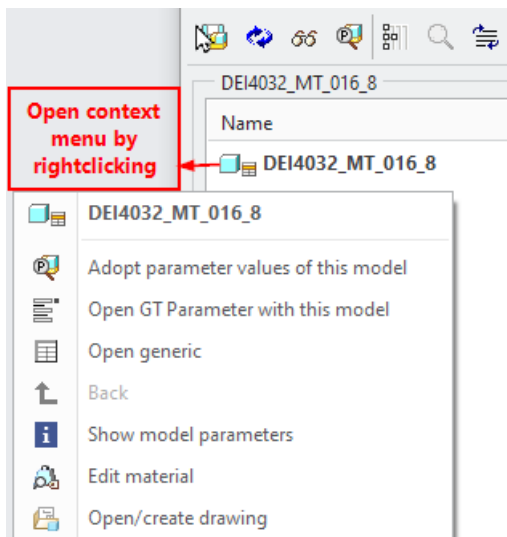 DEI4032_MT_016_8
Open context
menu by
rightclicking
Name
DEI4032_MT_016_8
DEI4032_MT_016_8
Adopt parameter values of this model
Open GT Parameter with this model
Open generic
Back
Show model parameters
Edit material
Open/create drawing